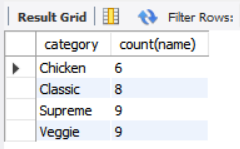 Result Grid Filter Rows:
category count(name)
Chicken 6
Classic 8
Supreme 9
Veggie 9